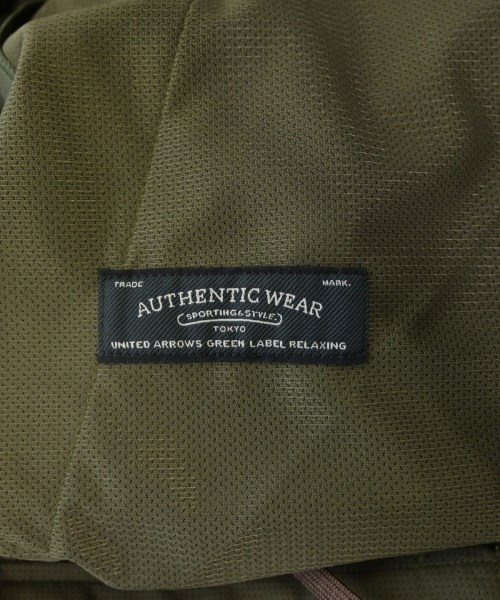 TRADE MARK.
AUTHENTIC WEAR
SPORTING&STYLE.
TOKYO
UNITED ARROWS GREEN LABEL RELAXING